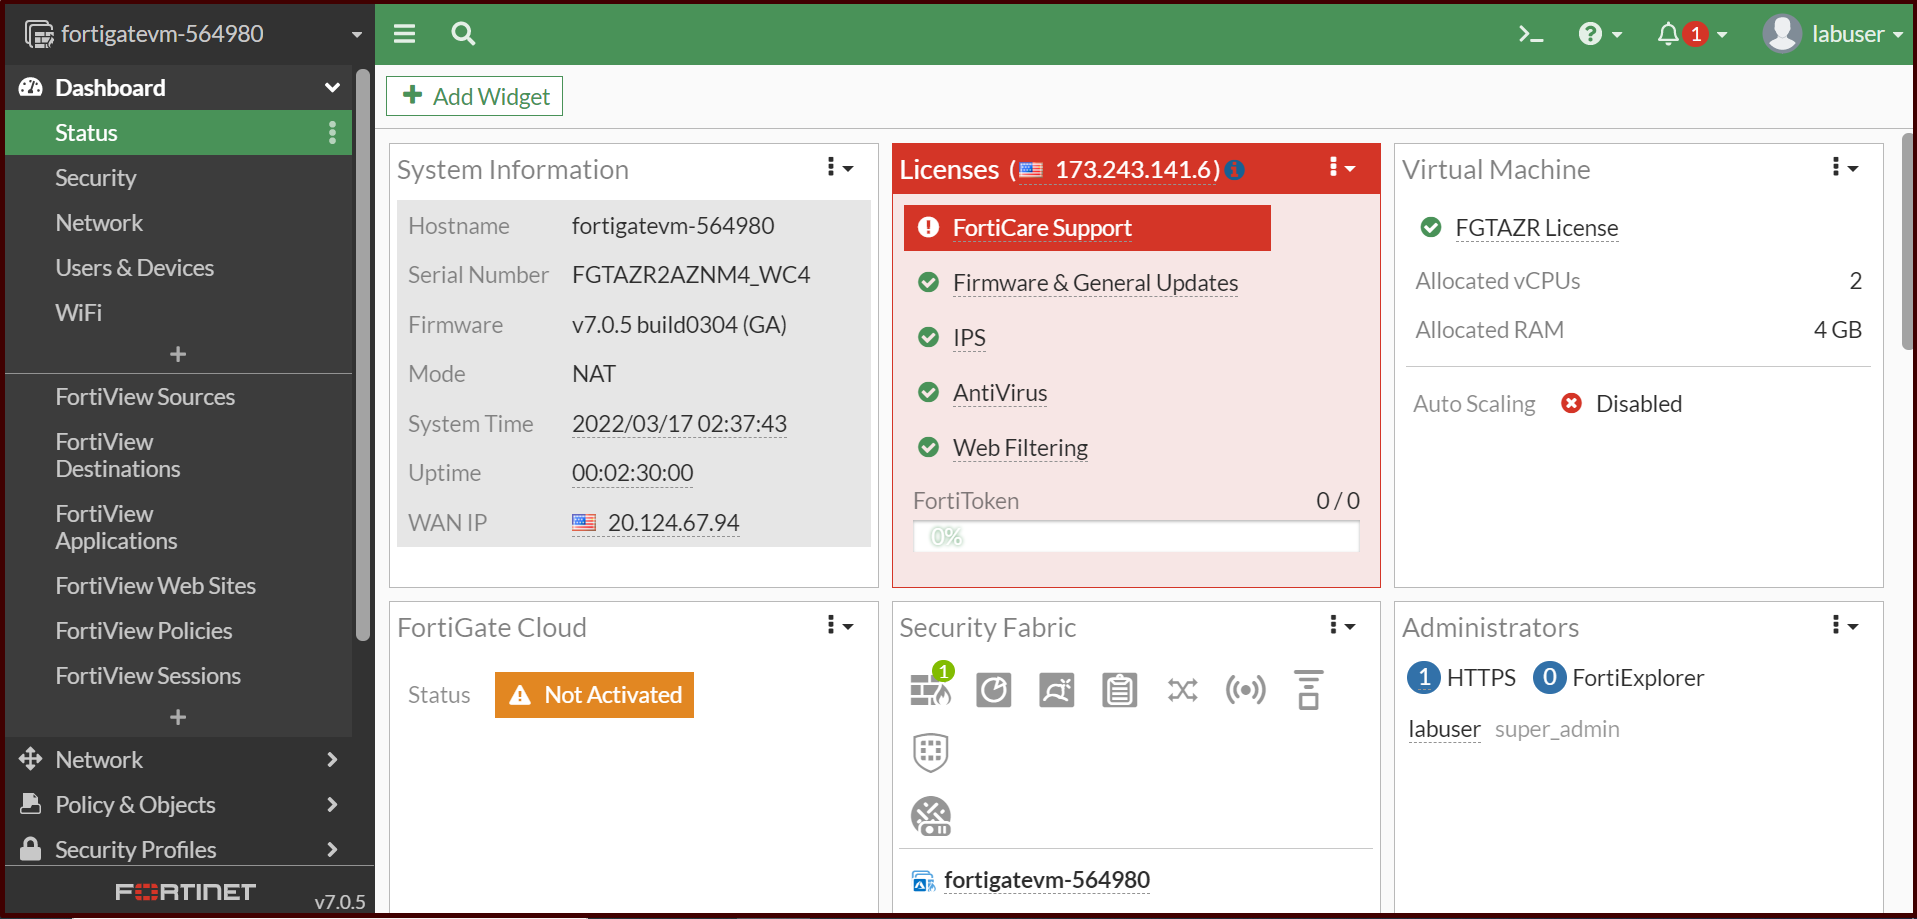 fortigatevm-564980
1
labuser
Dashboard
Status
Security
Network
Users & Devices
WiFi
+
FortiView Sources
FortiView
Destinations
FortiView
Applications
FortiView Web Sites
FortiView Policies
FortiView Sessions
+
Network
Policy & Objects
Security Profiles
FORTINET
v7.0.5
+ Add Widget
System Information
Hostname fortigatevm-564980
Serial Number FGTAZR2AZNM4_WC4
Firmware v7.0.5 build0304 (GA)
Mode NAT
System Time 2022/03/17 02:37:43
Uptime 00:02:30:00
WAN IP 20.124.67.94
Licenses (173.243.141.6)
FortiCare Support
Firmware & General Updates
IPS
AntiVirus
Web Filtering
FortiToken 0 / 0
0%
Virtual Machine
FGTAZR License
Allocated vCPUs 2
Allocated RAM 4 GB
Auto Scaling Disabled
FortiGate Cloud
Status Not Activated
Security Fabric
1
fortigatevm-564980
Administrators
1 HTTPS 0 FortiExplorer
labuser super_admin